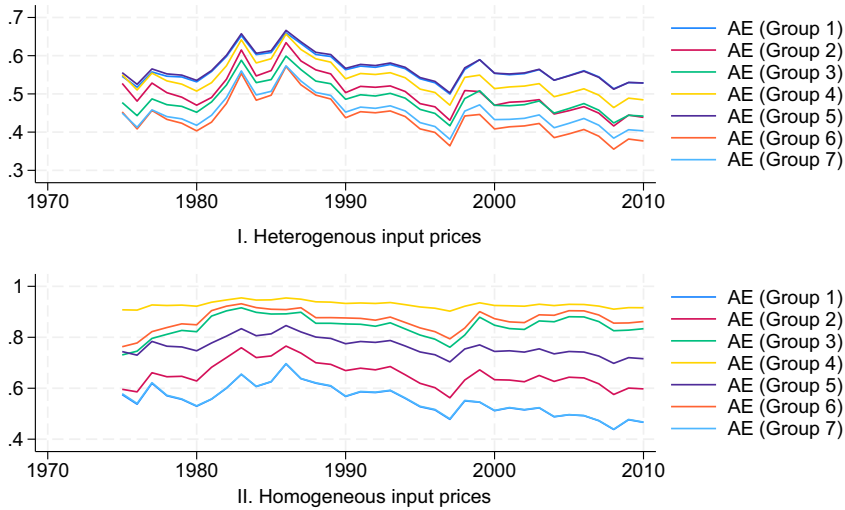 .7
.6
.5
.4
.3
1970
1980
1990
2000
2010
I. Heterogenous input prices
AE (Group 1)
AE (Group 2)
AE (Group 3)
AE (Group 4)
AE (Group 5)
AE (Group 6)
AE (Group 7)
1
.8
.6
.4
1970
1980
1990
2000
2010
II. Homogeneous input prices
AE (Group 1)
AE (Group 2)
AE (Group 3)
AE (Group 4)
AE (Group 5)
AE (Group 6)
AE (Group 7)